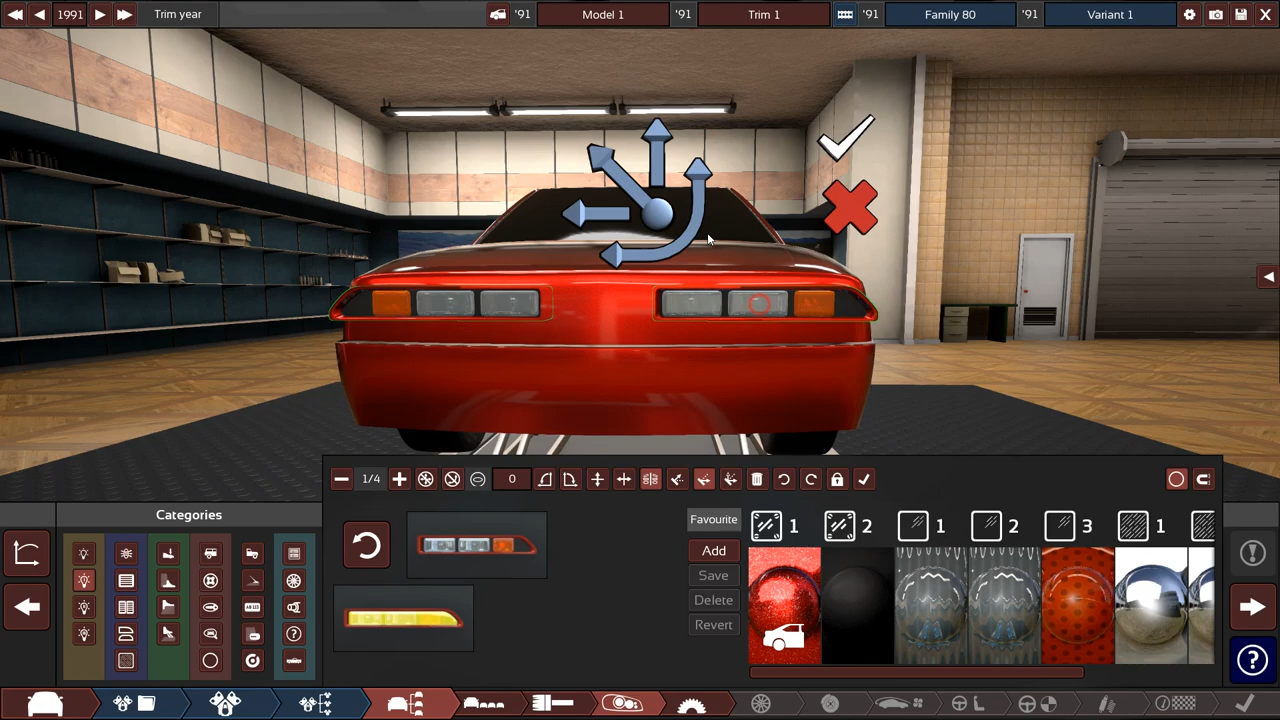 1991 Trim year '91 Model 1 '91 Trim 1 '91 Family 80 '91 Variant 1
1/4 0
Categories
Favourite
Add
Save
Delete
Revert
1 2 1 2 3 1